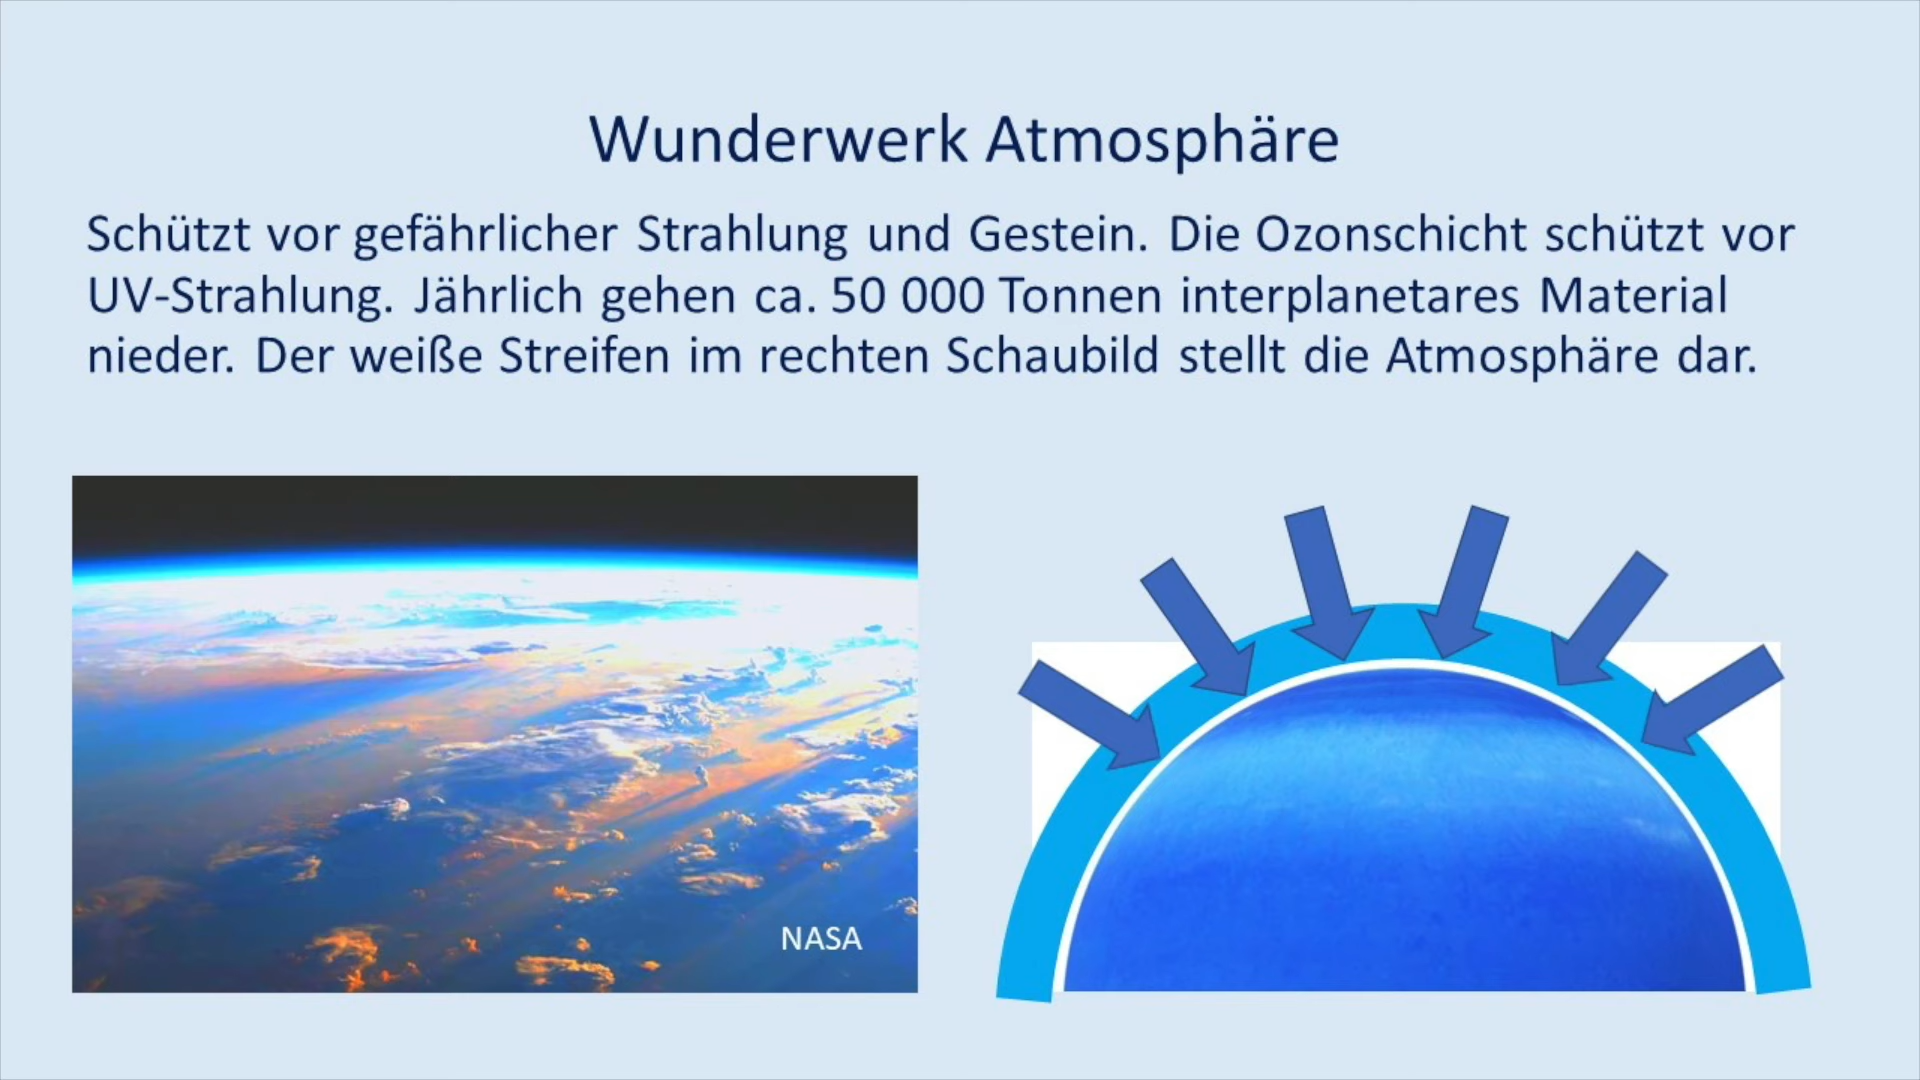 Wunderwerk Atmosphäre
Schützt vor gefährlicher Strahlung und Gestein. Die Ozonschicht schützt vor
UV-Strahlung. Jährlich gehen ca. 50 000 Tonnen interplanetares Material
nieder. Der weiße Streifen im rechten Schaubild stellt die Atmosphäre dar.
NASA